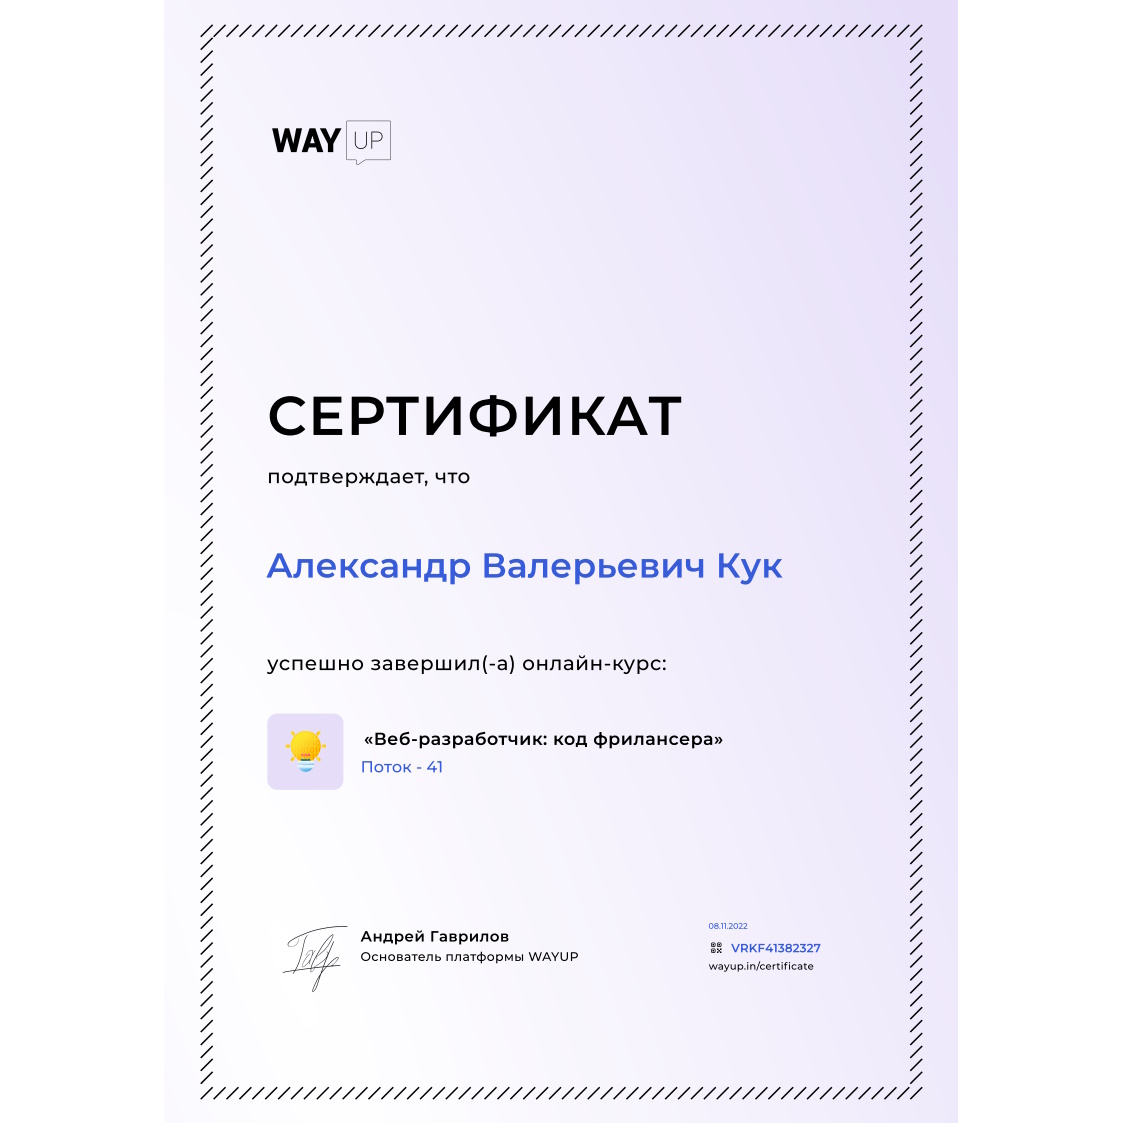 WAY UP
СЕРТИФИКАТ
подтверждает, что
Александр Валерьевич Кук
успешно завершил(-а) онлайн-курс:
«Веб-разработчик: код фрилансера»
Поток - 41
Андрей Гаврилов
Основатель платформы WAYUP
08.11.2022
VRKF41382327
wayup.in/certificate